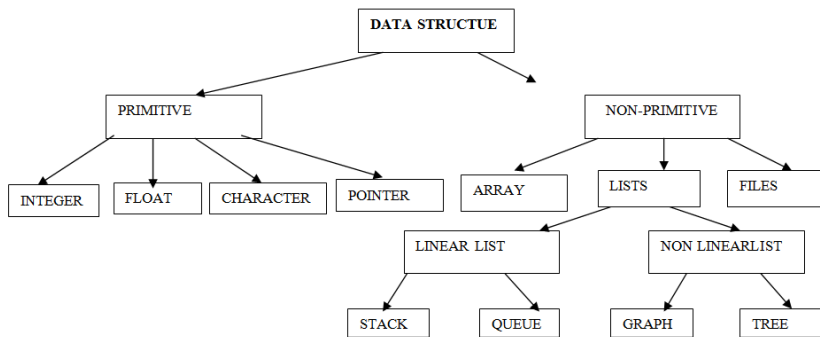 DATA STRUCTUE
PRIMITIVE
NON-PRIMITIVE
INTEGER
FLOAT
CHARACTER
POINTER
ARRAY
LISTS
FILES
LINEAR LIST
NON LINEARLIST
STACK
QUEUE
GRAPH
TREE